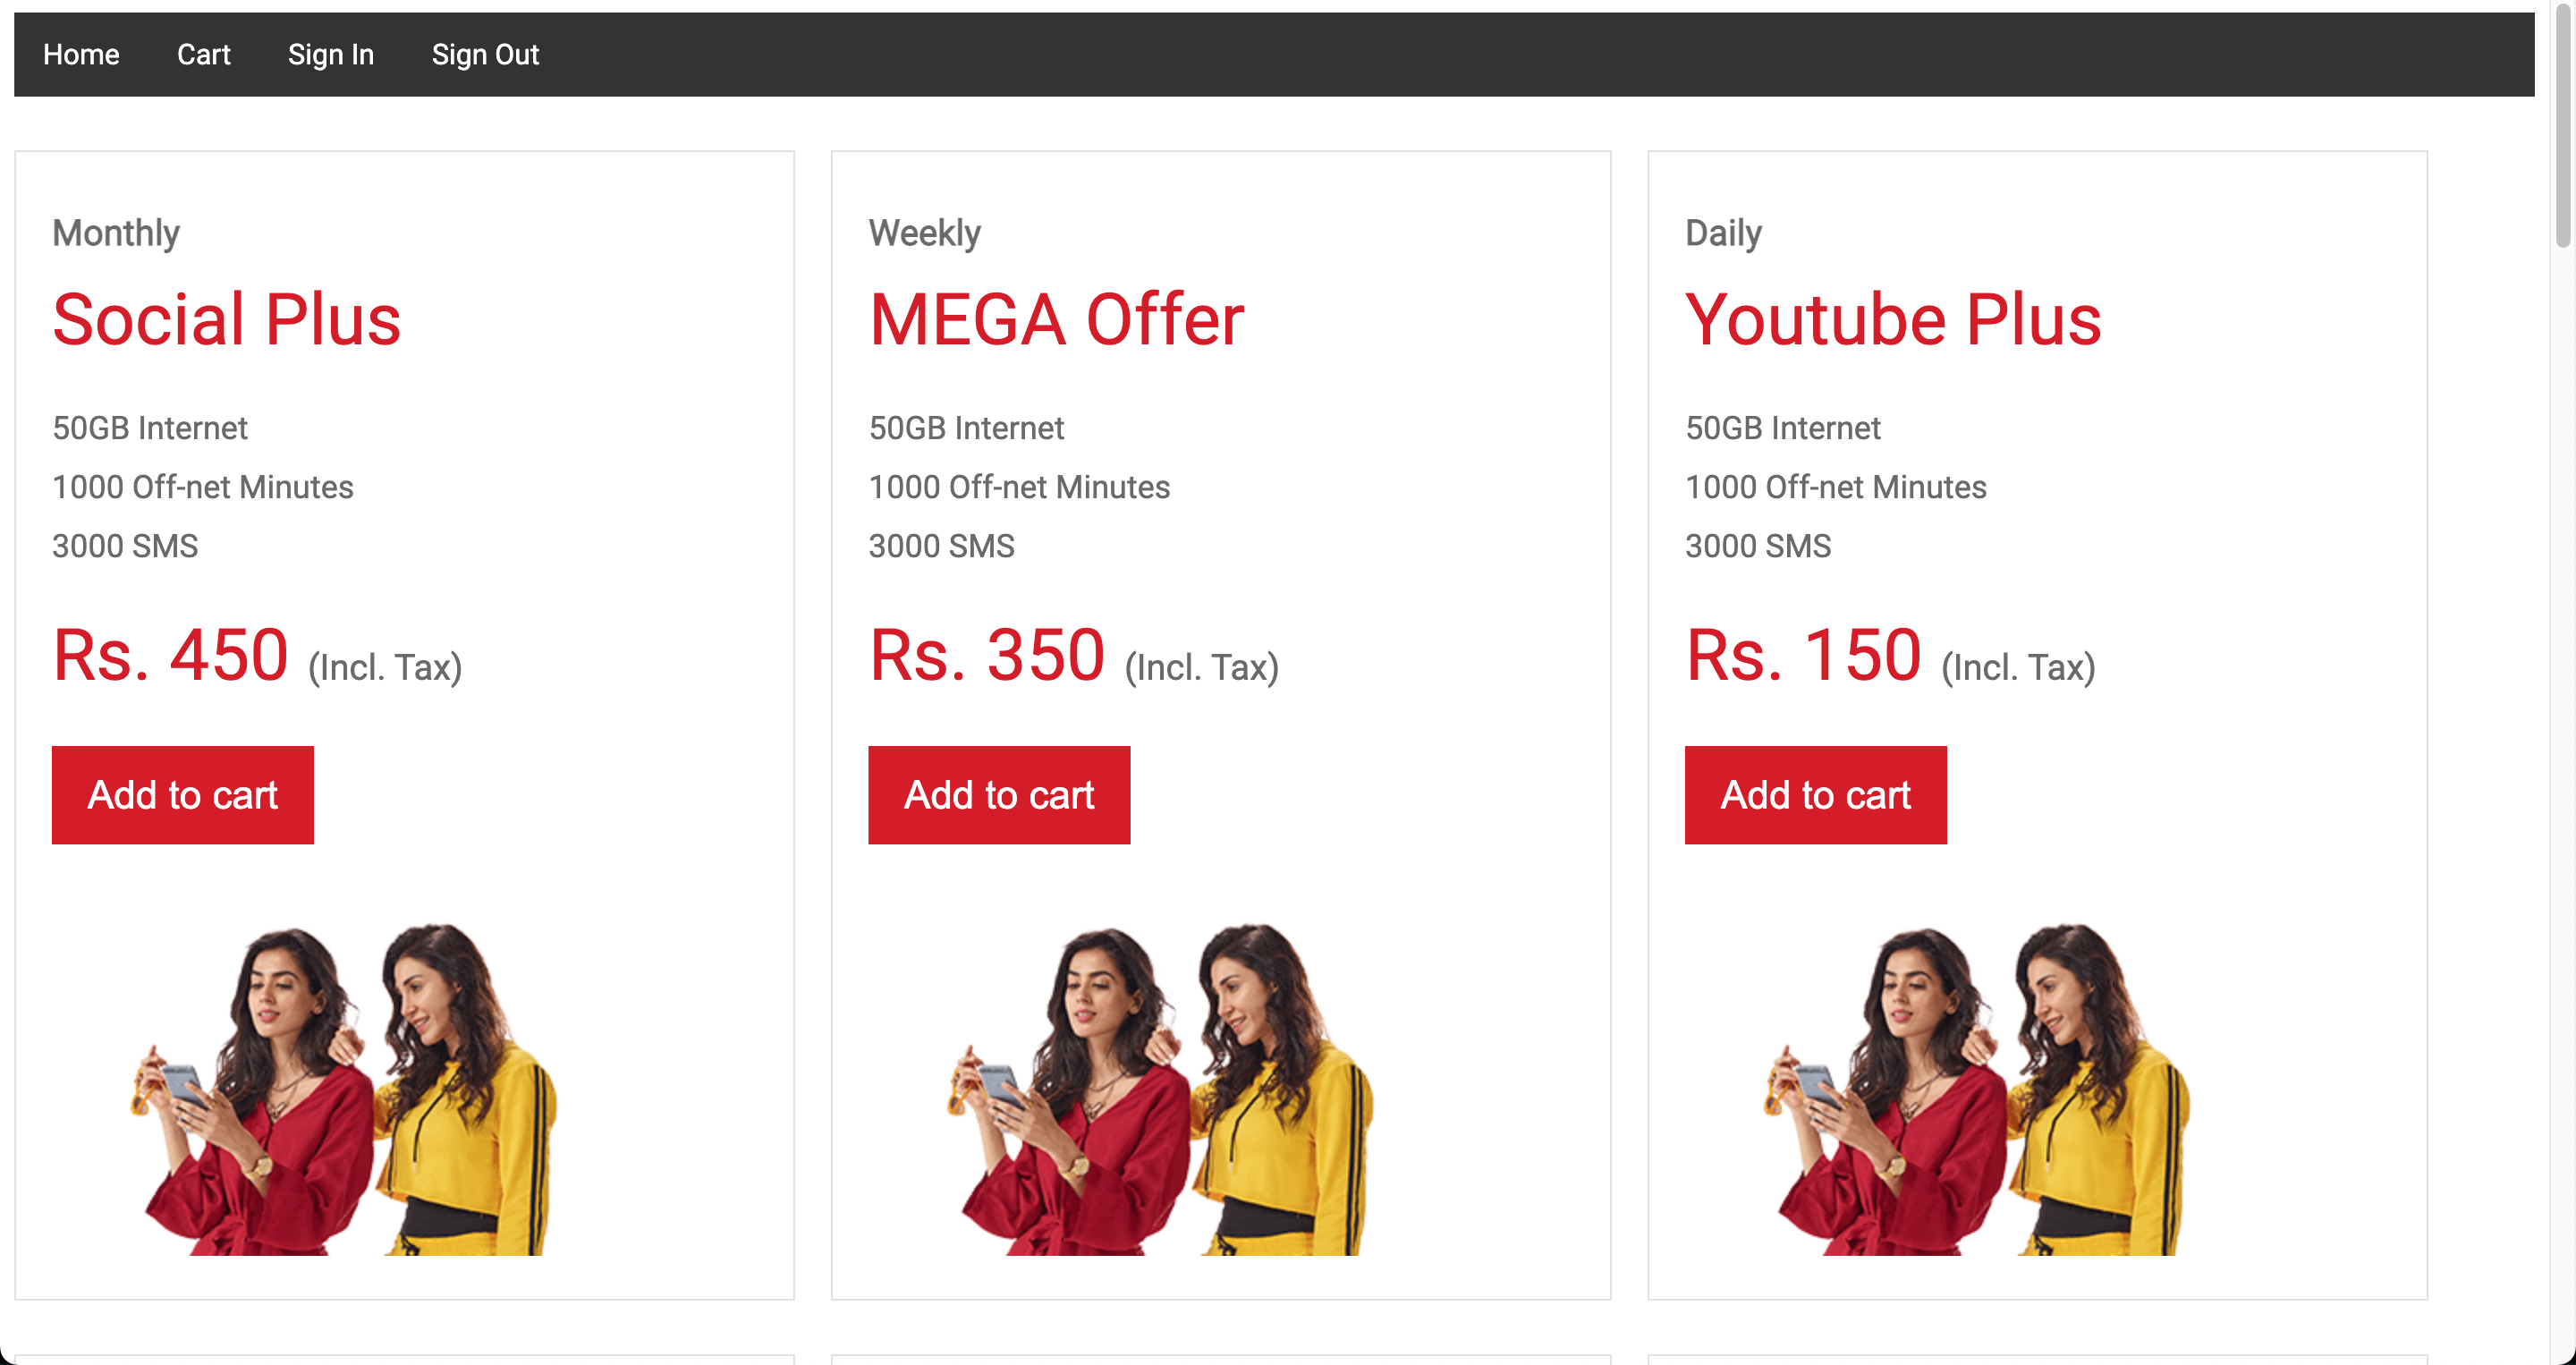 Home Cart Sign In Sign Out
Monthly
Social Plus
50GB Internet
1000 Off-net Minutes
3000 SMS
Rs. 450 (Incl. Tax)
Add to cart
Weekly
MEGA Offer
50GB Internet
1000 Off-net Minutes
3000 SMS
Rs. 350 (Incl. Tax)
Add to cart
Daily
Youtube Plus
50GB Internet
1000 Off-net Minutes
3000 SMS
Rs. 150 (Incl. Tax)
Add to cart